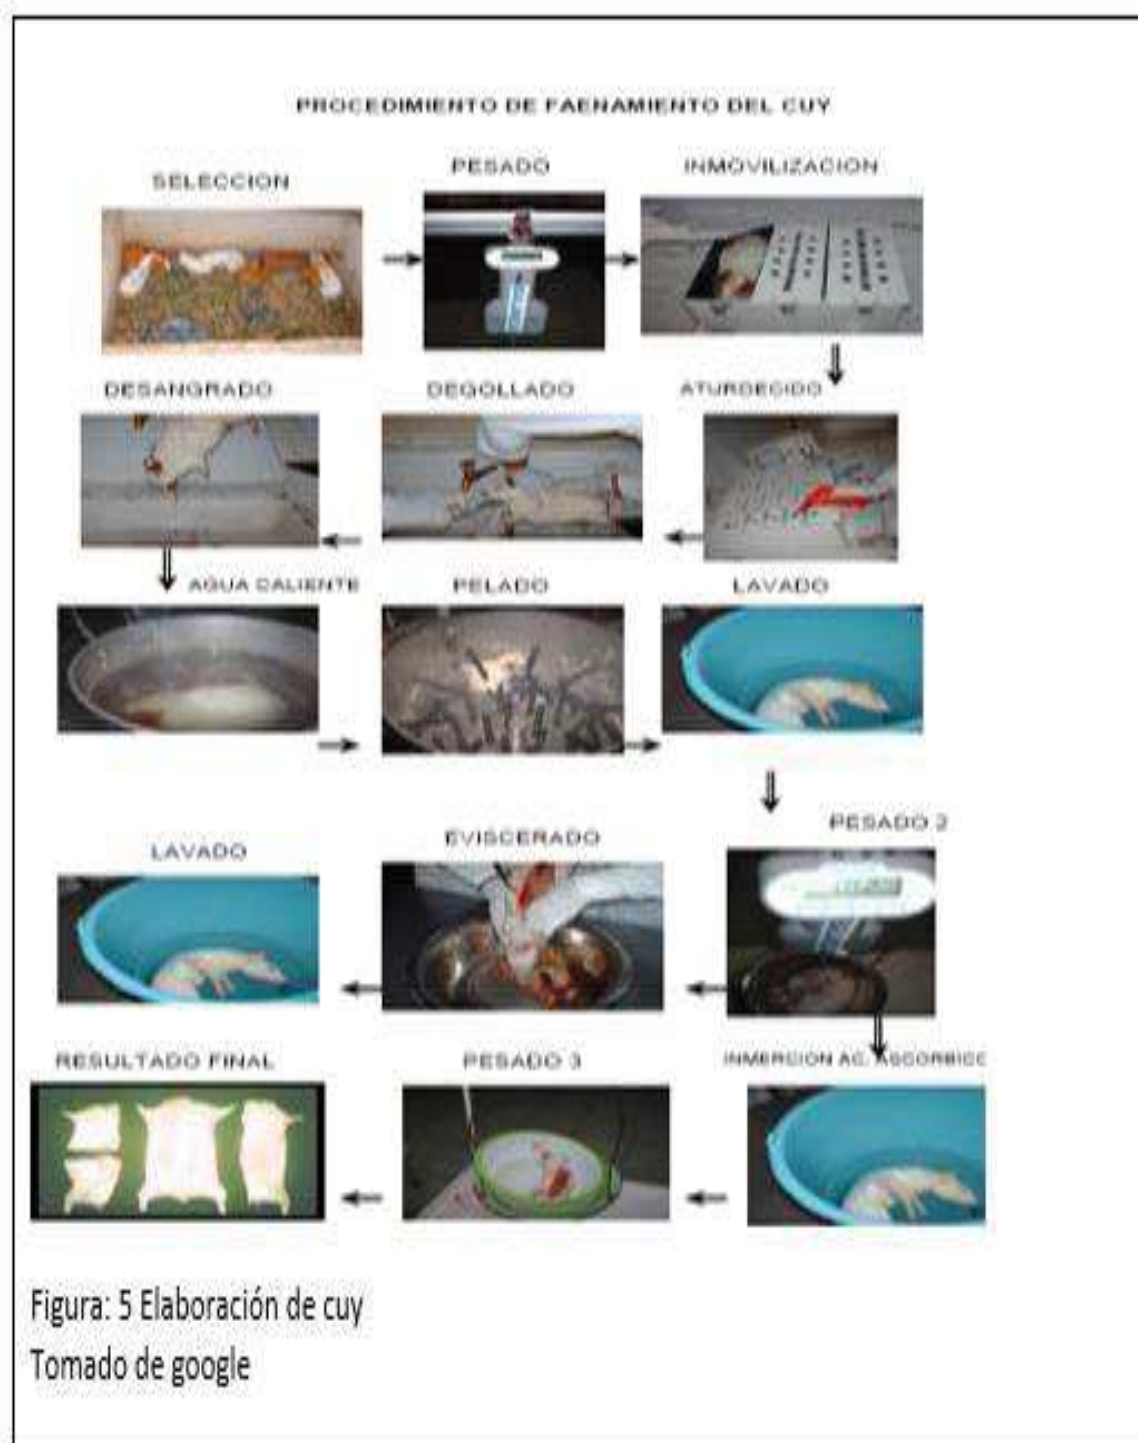 PROCEDIMIENTO DE FAENAMIENTO DEL CUY
SELECCION
PESADO
INMOVILIZACION
DESANGRADO
DEGOLLADO
ATURDECIDO
AGUA CALIENTE
PELADO
LAVADO
LAVADO
EVISCERADO
PESADO 2
RESULTADO FINAL
PESADO 3
INMERCION AC. ASCORBICO
Figura: 5 Elaboración de cuy
Tomado de google